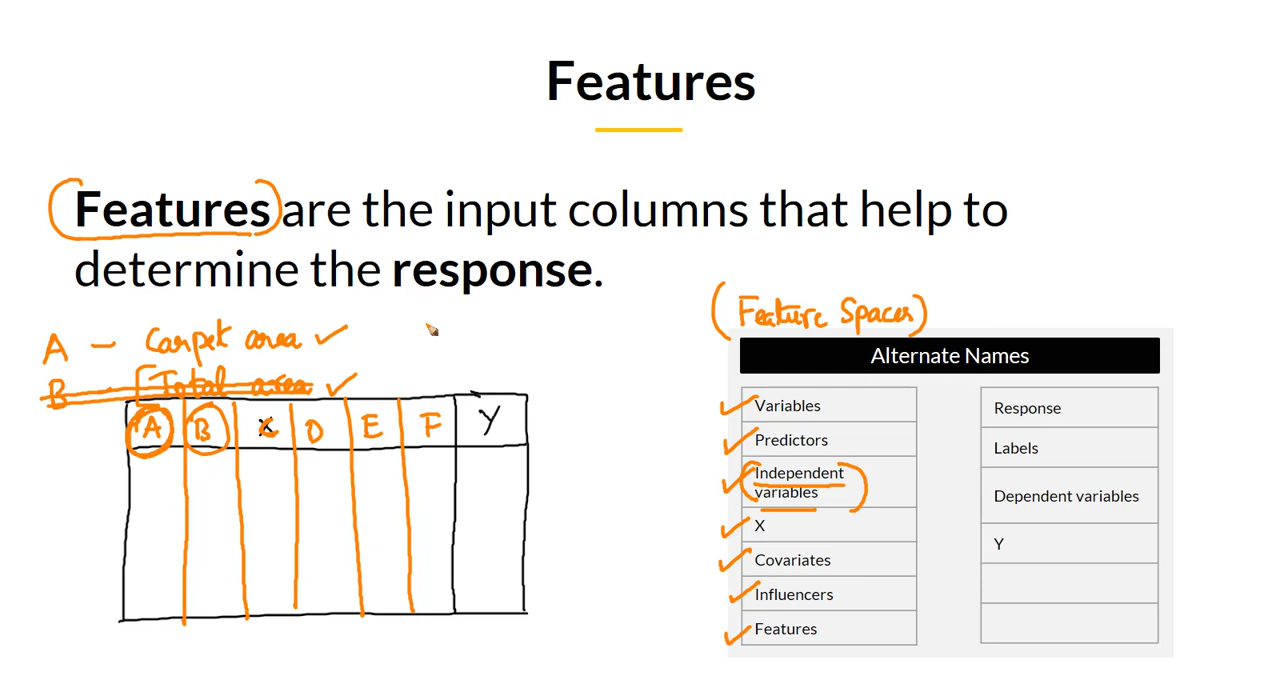 Features
Features are the input columns that help to
determine the response.
(Feature Spaces)
A - Carpet area ✓
B - [Total area ✓
A B C D E F Y
Alternate Names
Variables
Predictors
Independent
variables
X
Covariates
Influencers
Features
Response
Labels
Dependent variables
Y